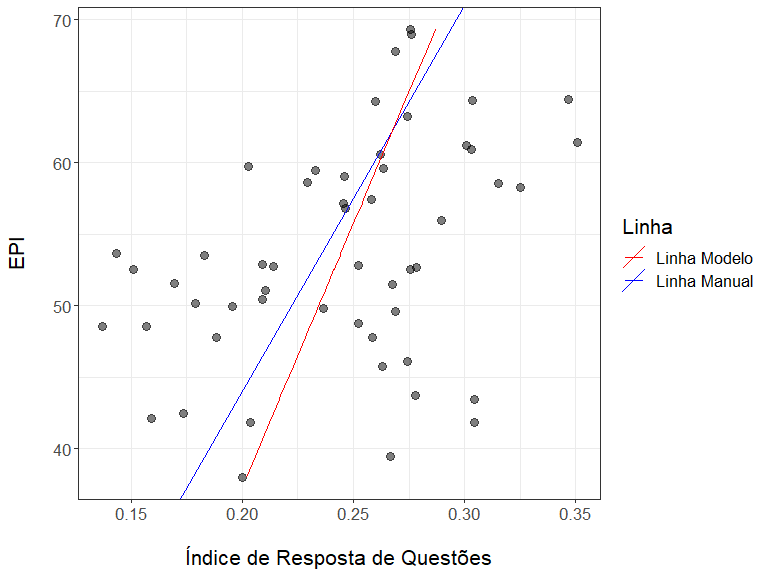 70
60
50
40
EPI
0.15 0.20 0.25 0.30 0.35
Índice de Resposta de Questões
Linha
Linha Modelo
Linha Manual